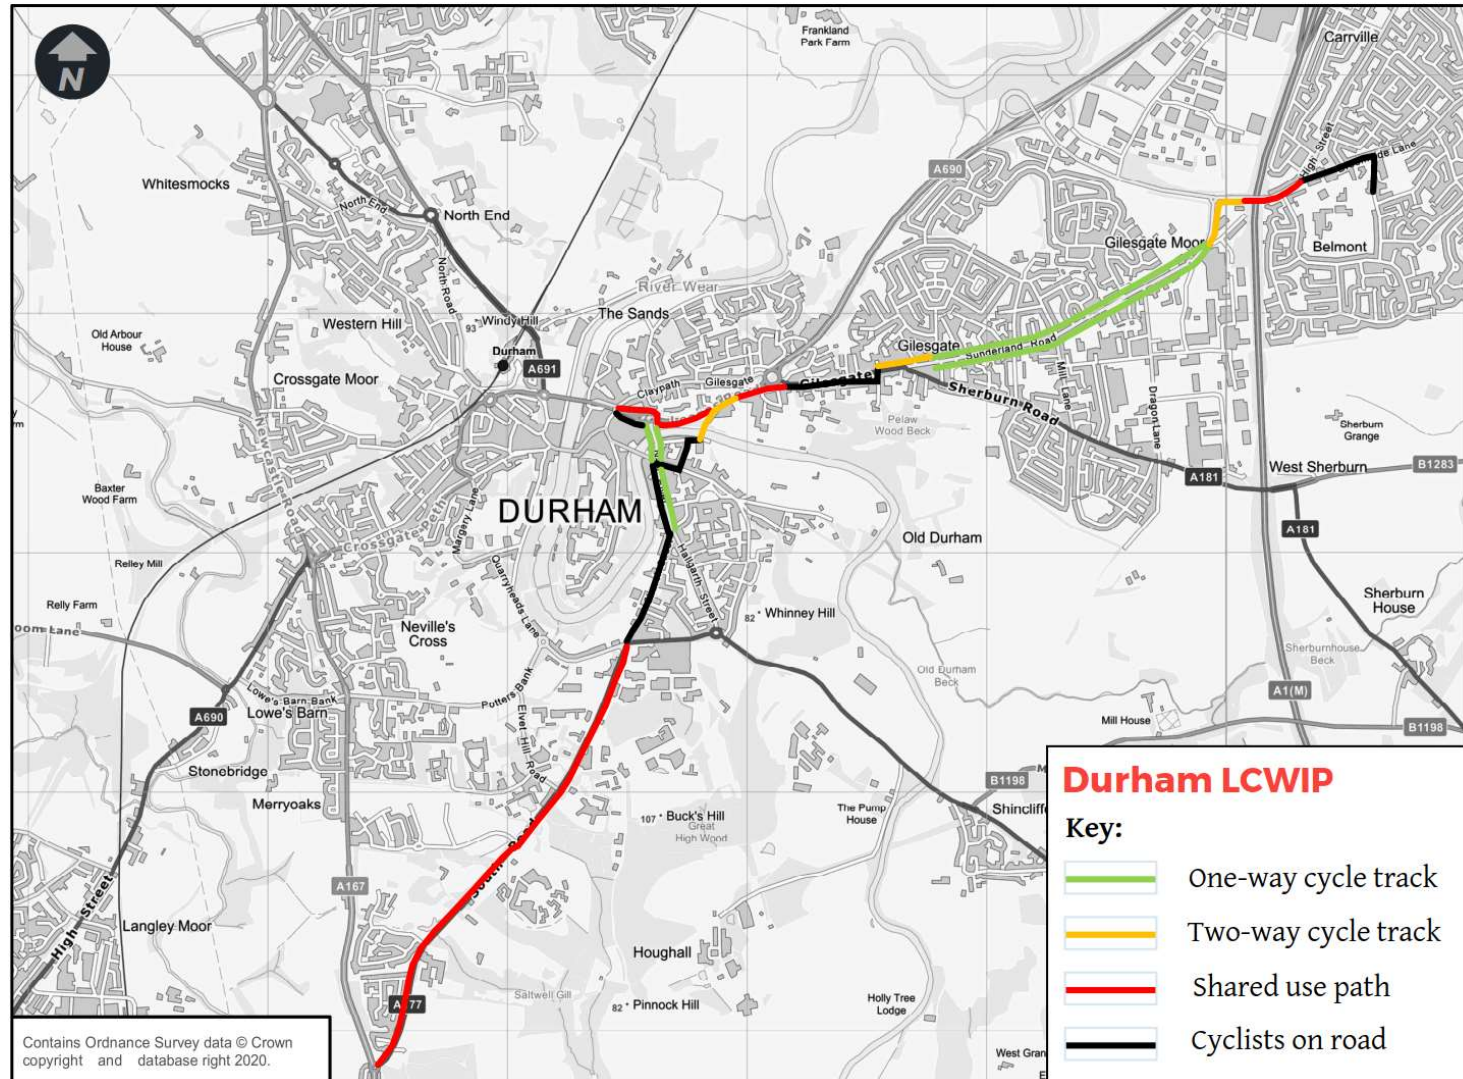 N
Frankland
Park Farm
Carrville
High Street
Whitesmocks
A690
North End
North End
Gilesgate Moor
Belmont
North Road
River Wear
The Sands
Windy Hill
93
Western Hill
Old Arbour
House
Durham
Gilesgate
Sunderland Road
A691
Crossgate Moor
Claypath
Gilesgate
Gilesgate
Sherburn Road
Mill Lane
Dragon Lane
Pelaw
Wood Beck
Sherburn
Grange
Newcastle Road
West Sherburn
B1283
A181
Baxter
Wood Farm
Margery Lane
DURHAM
Crossgate Peth
A181
Old Durham
Relley Mill
Quarryheads Lane
Hallgarth Street
Relly Farm
82
Whinney Hill
Sherburn
House
Neville's
Cross
oom Lane
Sherburnhouse
Beck
Old Durham
Beck
Potters Bank
A1(M)
Lowe's Barn Bank
Lowe's Barn
A690
Elvet Hill Road
Mill House
B1198
Stonebridge
Merryoaks
B1198
Shincliffe
The Pump
House
107
Buck's Hill
Great
High Wood
South Road
A167
High Street
Langley Moor
Houghall
Saltwell Gill
82
Pinnock Hill
Holly Tree
Lodge
A177
West Gran
Es
Durham LCWIP
Key:
One-way cycle track
Two-way cycle track
Shared use path
Cyclists on road
Contains Ordnance Survey data © Crown
copyright and database right 2020.